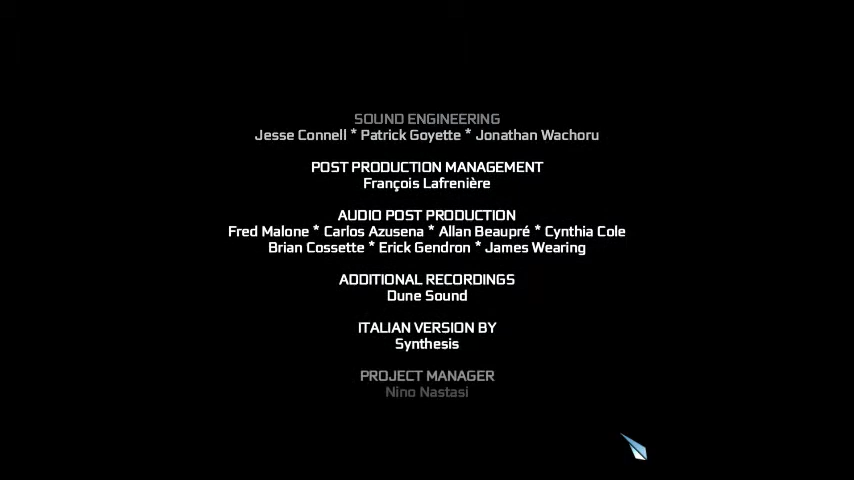 SOUND ENGINEERING
Jesse Connell * Patrick Goyette * Jonathan Wachoru
POST PRODUCTION MANAGEMENT
François Lafrenière
AUDIO POST PRODUCTION
Fred Malone * Carlos Azusena * Allan Beaupré * Cynthia Cole
Brian Cossette * Erick Gendron * James Wearing
ADDITIONAL RECORDINGS
Dune Sound
ITALIAN VERSION BY
Synthesis
PROJECT MANAGER
Nino Nastasi